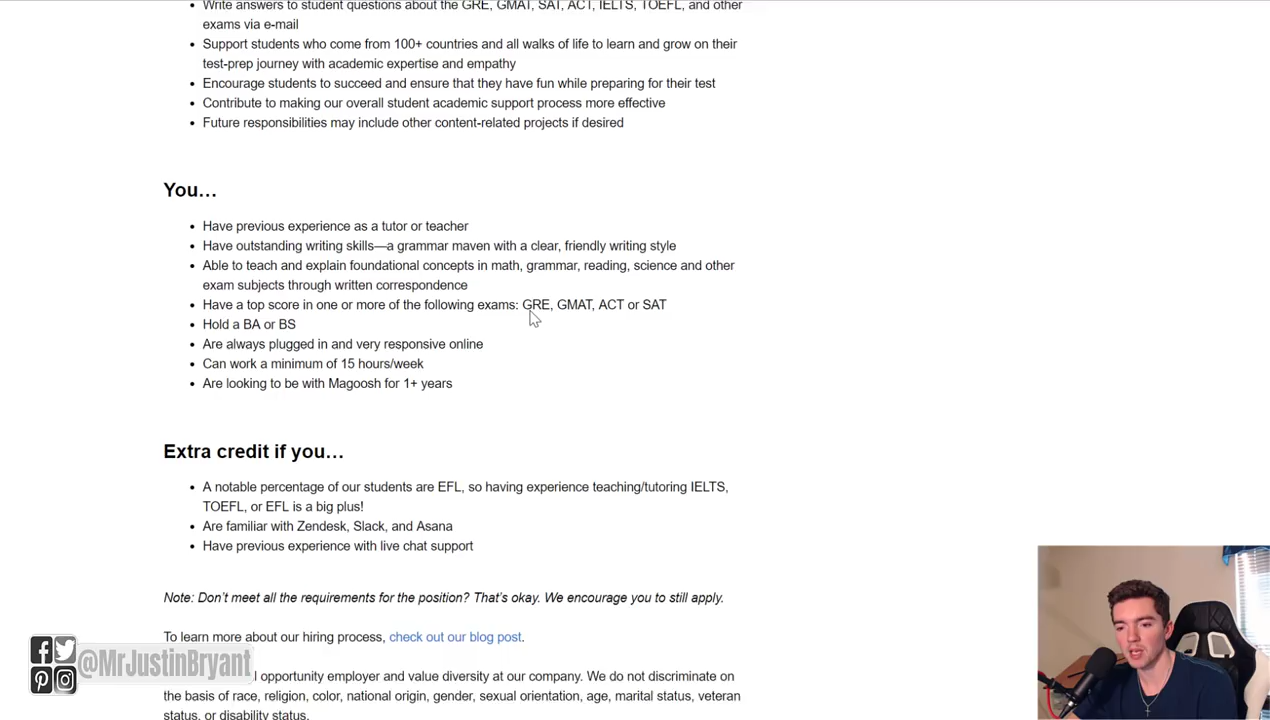 Write answers to student questions about the GRE, GMAT, SAT, ACT, IELTS, TOEFL, and other
exams via e-mail
Support students who come from 100+ countries and all walks of life to learn and grow on their
test-prep journey with academic expertise and empathy
Encourage students to succeed and ensure that they have fun while preparing for their test
Contribute to making our overall student academic support process more effective
Future responsibilities may include other content-related projects if desired
You…
Have previous experience as a tutor or teacher
Have outstanding writing skills—a grammar maven with a clear, friendly writing style
Able to teach and explain foundational concepts in math, grammar, reading, science and other
exam subjects through written correspondence
Have a top score in one or more of the following exams: GRE, GMAT, ACT or SAT
Hold a BA or BS
Are always plugged in and very responsive online
Can work a minimum of 15 hours/week
Are looking to be with Magoosh for 1+ years
Extra credit if you…
A notable percentage of our students are EFL, so having experience teaching/tutoring IELTS,
TOEFL, or EFL is a big plus!
Are familiar with Zendesk, Slack, and Asana
Have previous experience with live chat support
Note: Don't meet all the requirements for the position? That's okay. We encourage you to still apply.
To learn more about our hiring process, check out our blog post.
@MrJustinBryant
opportunity employer and value diversity at our company. We do not discriminate on
the basis of race, religion, color, national origin, gender, sexual orientation, age, marital status, veteran
status, or disability status.